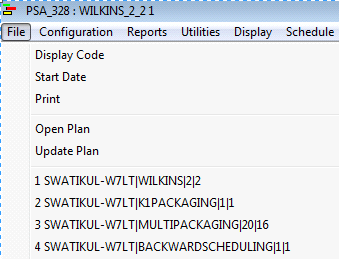 PSA_328 : WILKINS_2_2 1
File Configuration Reports Utilities Display Schedule
Display Code
Start Date
Print
Open Plan
Update Plan
1 SWATIKUL-W7LT|WILKINS|2|2
2 SWATIKUL-W7LT|K1PACKAGING|1|1
3 SWATIKUL-W7LT|MULTIPACKAGING|20|16
4 SWATIKUL-W7LT|BACKWARDSCHEDULING|1|1